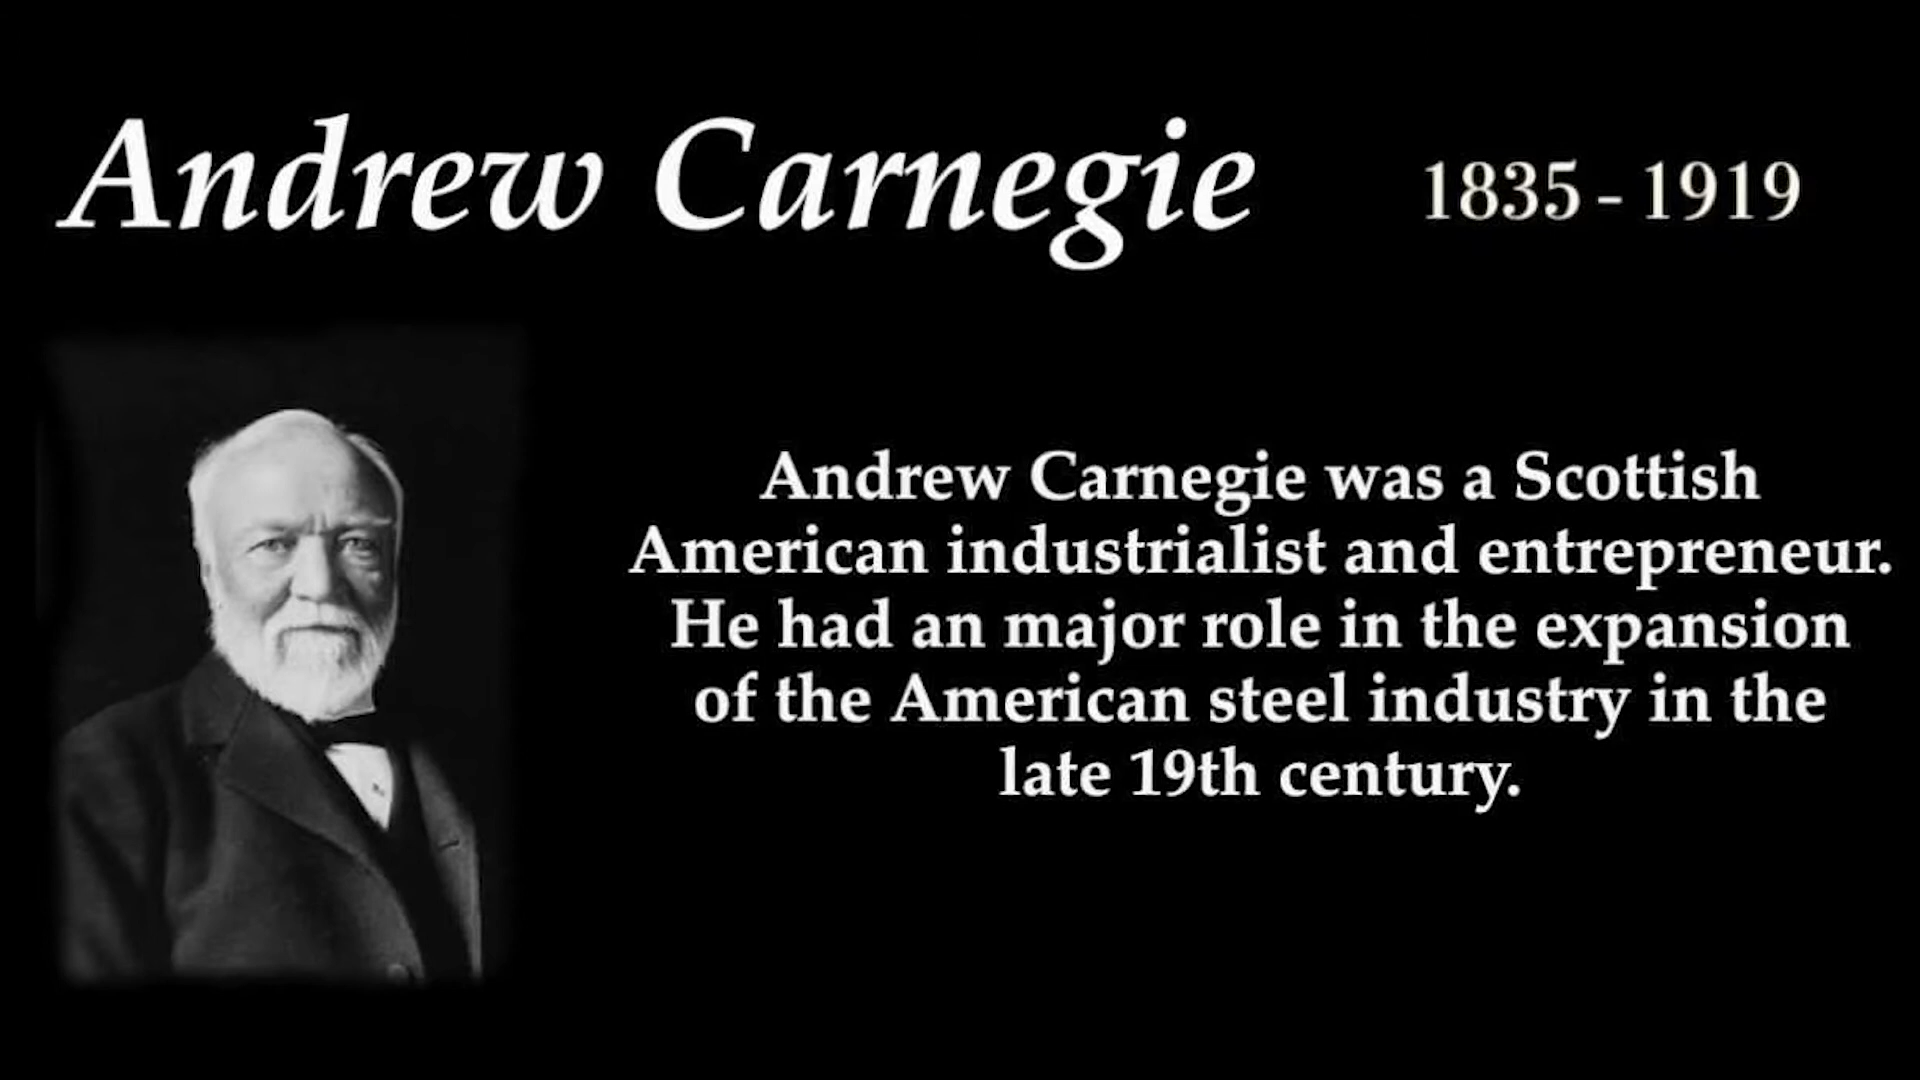 Andrew Carnegie
1835 - 1919
Andrew Carnegie was a Scottish
American industrialist and entrepreneur.
He had an major role in the expansion
of the American steel industry in the
late 19th century.